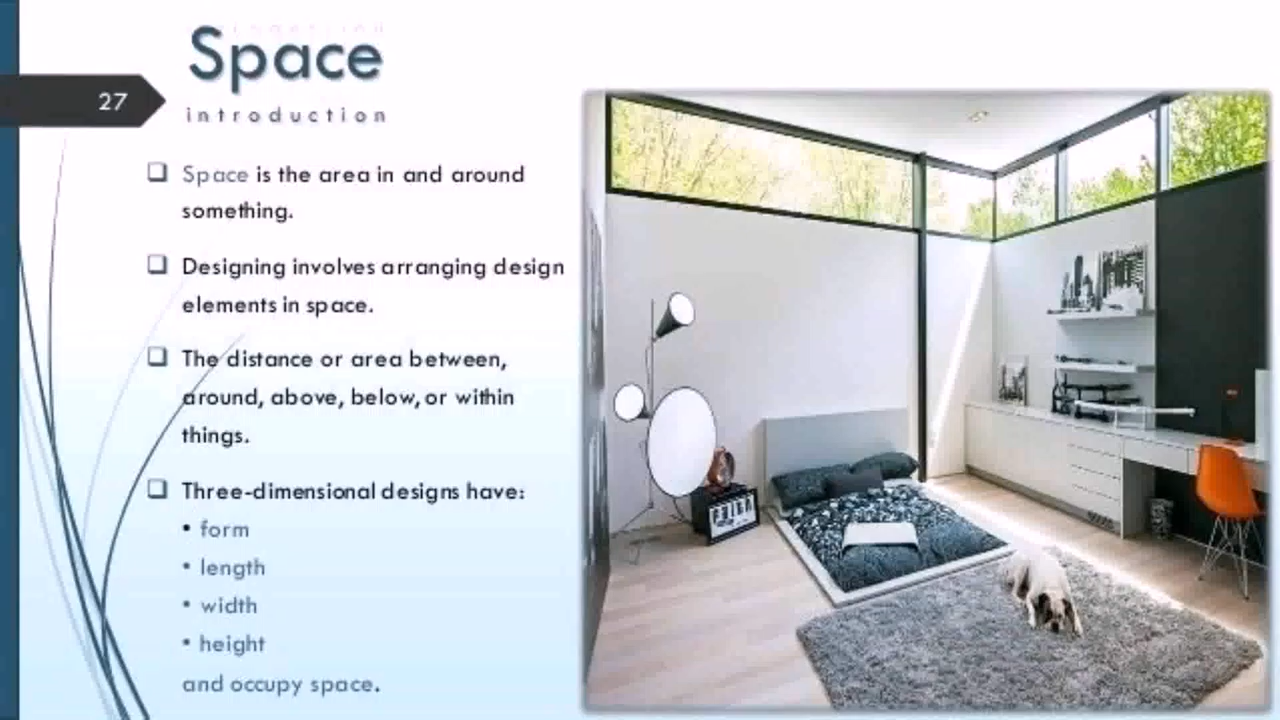 Space
27
introduction
❑ Space is the area in and around
something.
❑ Designing involves arranging design
elements in space.
❑ The distance or area between,
around, above, below, or within
things.
❑ Three-dimensional designs have:
• form
• length
• width
• height
and occupy space.